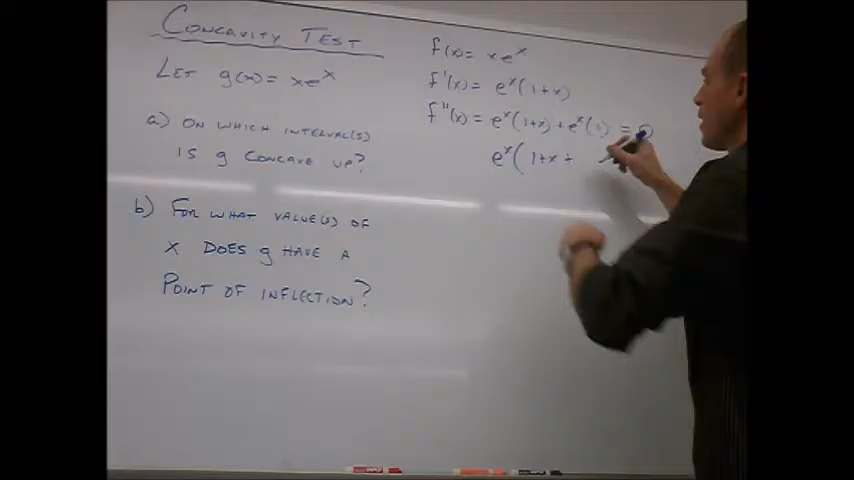 CONCAVITY TEST
LET g(x) = xe^x
a) ON WHICH INTERVAL(S)
IS g CONCAVE UP?
b) FOR WHAT VALUE(S) OF
X DOES g HAVE A
POINT OF INFLECTION?
f(x) = xe^x
f'(x) = e^x(1+x)
f''(x) = e^x(1+x) + e^x(1) = 0
e^x(1+x+